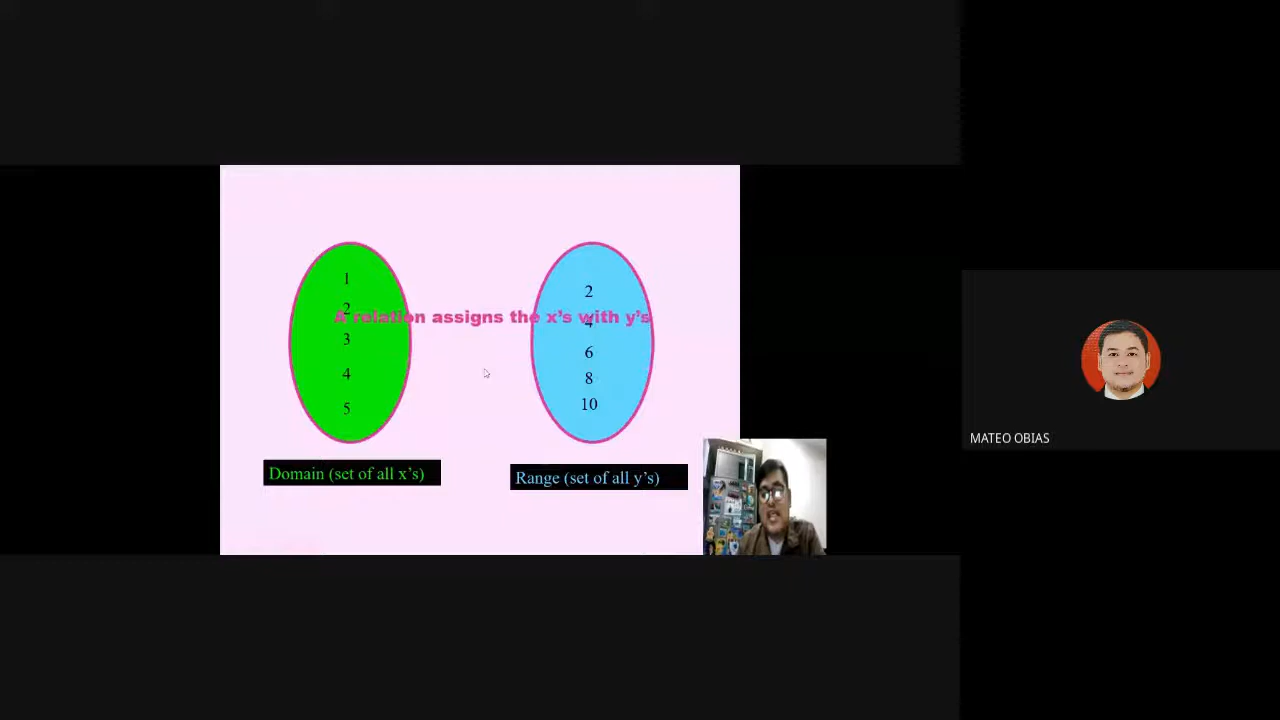 1
2
A relation assigns the x's with y's
3
4
5
2
4
6
8
10
Domain (set of all x's)
Range (set of all y's)
MATEO OBIAS